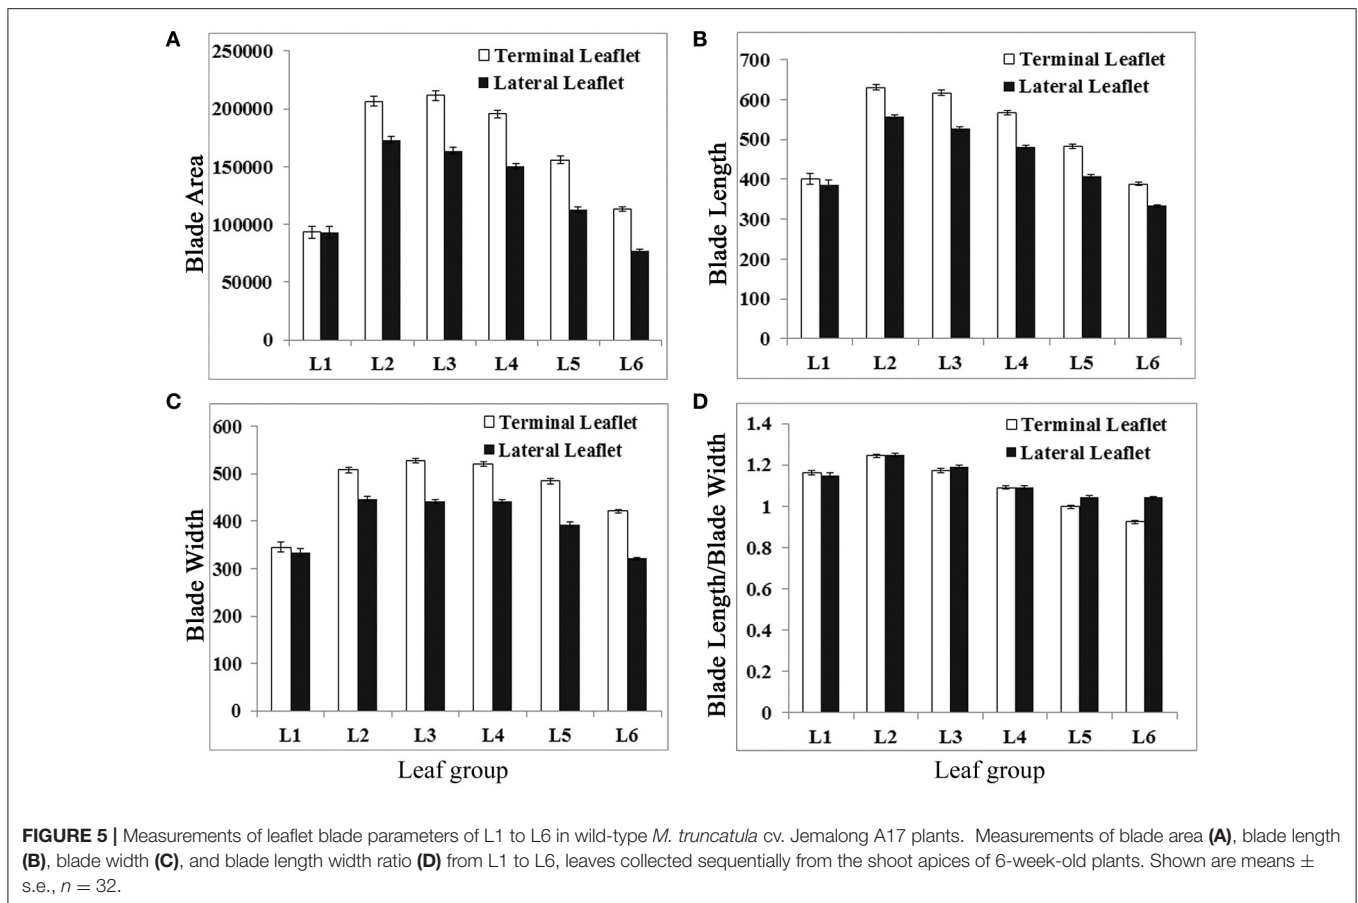 A
250000
200000
150000
100000
50000
0
Blade Area
Terminal Leaflet
Lateral Leaflet
L1 L2 L3 L4 L5 L6
B
700
600
500
400
300
200
100
0
Blade Length
Terminal Leaflet
Lateral Leaflet
L1 L2 L3 L4 L5 L6
C
600
500
400
300
200
100
0
Blade Width
Terminal Leaflet
Lateral Leaflet
L1 L2 L3 L4 L5 L6
Leaf group
D
1.4
1.2
1
0.8
0.6
0.4
0.2
0
Blade Length/Blade Width
Terminal Leaflet
Lateral Leaflet
L1 L2 L3 L4 L5 L6
Leaf group
FIGURE 5 | Measurements of leaflet blade parameters of L1 to L6 in wild-type M. truncatula cv. Jemalong A17 plants. Measurements of blade area (A), blade length
(B), blade width (C), and blade length width ratio (D) from L1 to L6, leaves collected sequentially from the shoot apices of 6-week-old plants. Shown are means ±
s.e., n = 32.